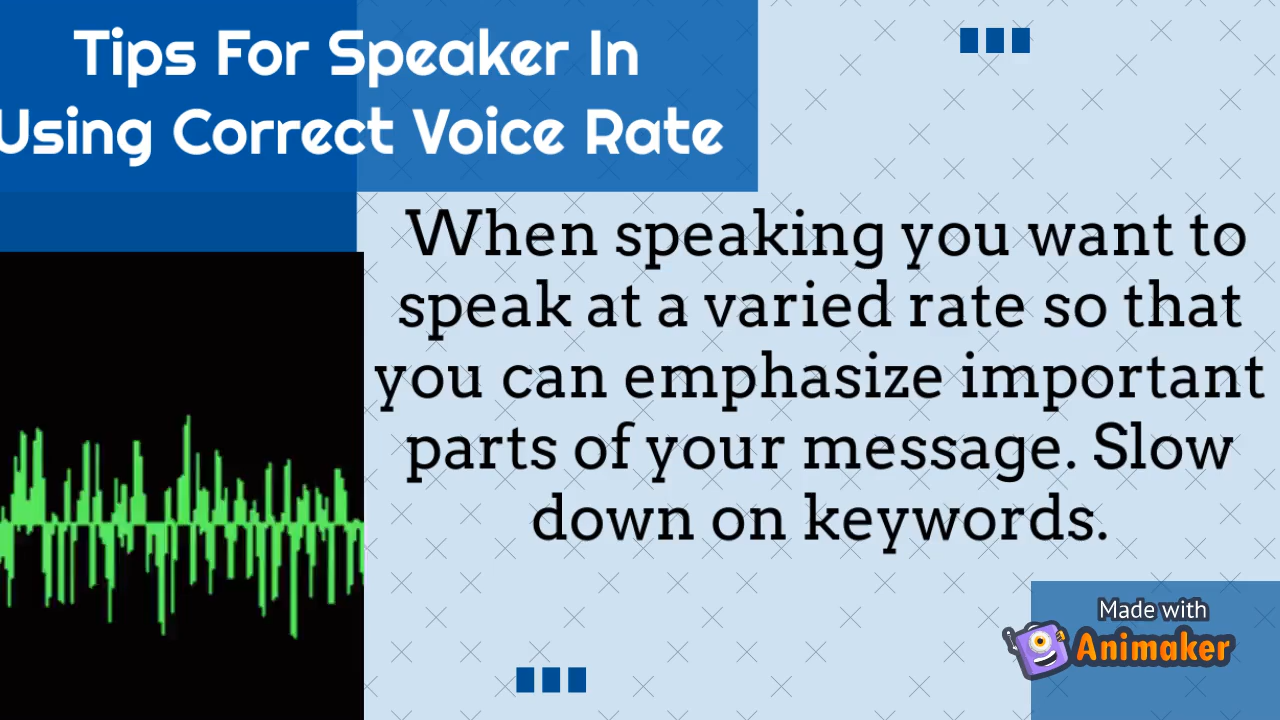 Tips For Speaker In
Using Correct Voice Rate
When speaking you want to
speak at a varied rate so that
you can emphasize important
parts of your message. Slow
down on keywords.
Made with
Animaker